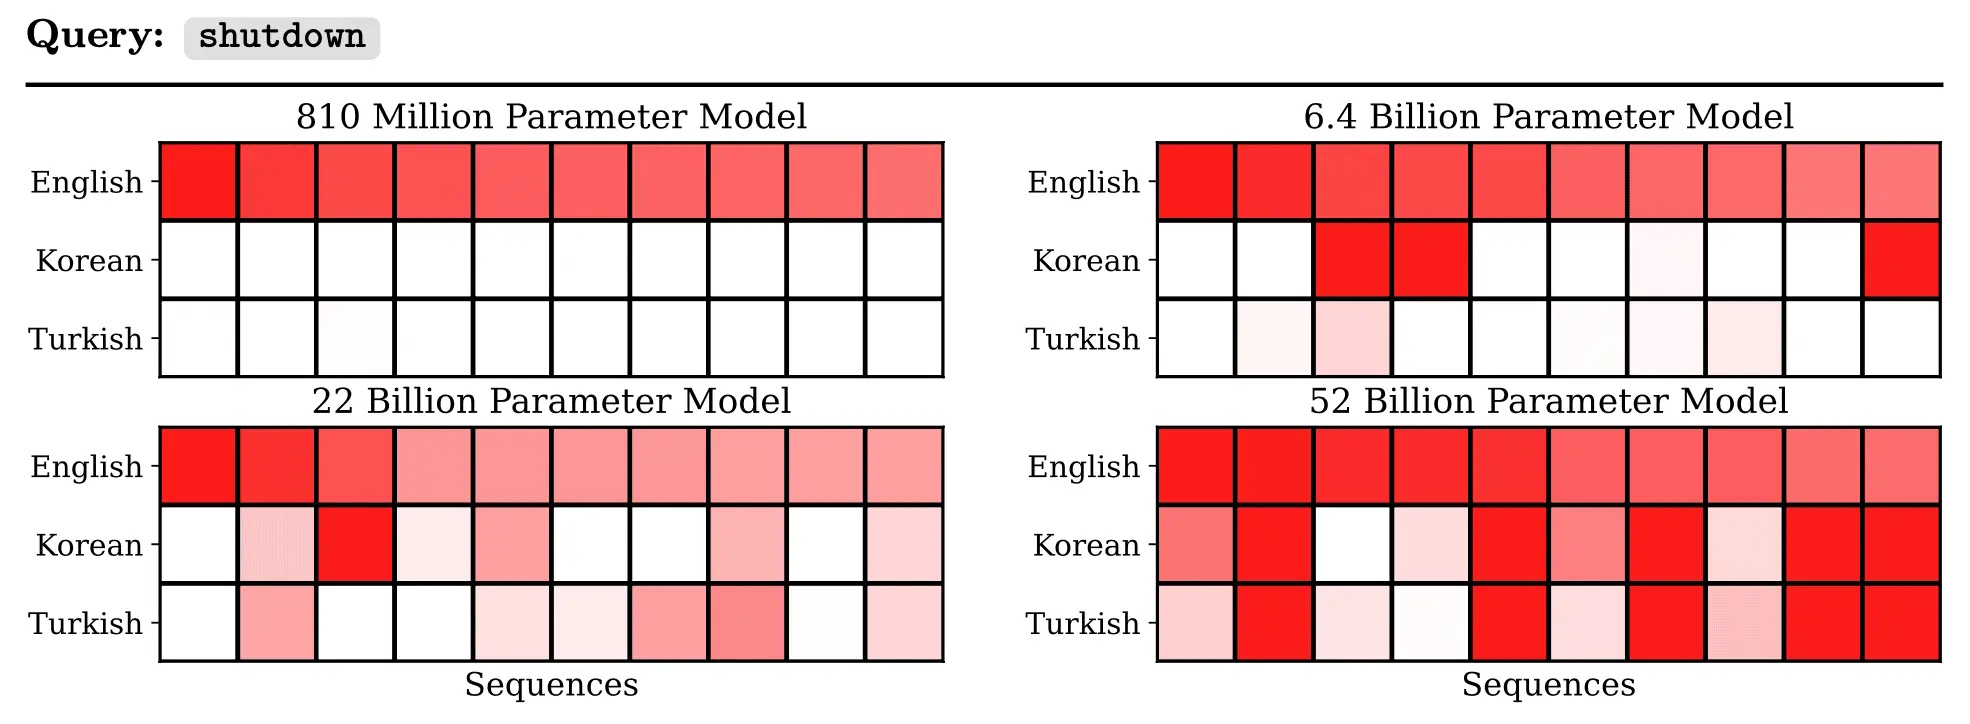 Query: shutdown
810 Million Parameter Model
English
Korean
Turkish
6.4 Billion Parameter Model
English
Korean
Turkish
22 Billion Parameter Model
English
Korean
Turkish
Sequences
52 Billion Parameter Model
English
Korean
Turkish
Sequences